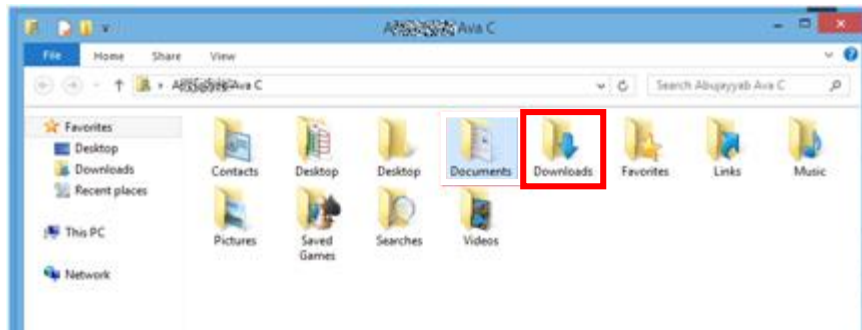 Ava C
File Home Share View
Ava C
Search Abujayyab Ava C
Favorites
Desktop
Downloads
Recent places
This PC
Network
Contacts Desktop Desktop Documents Downloads Favorites Links Music
Pictures Saved Games Searches Videos